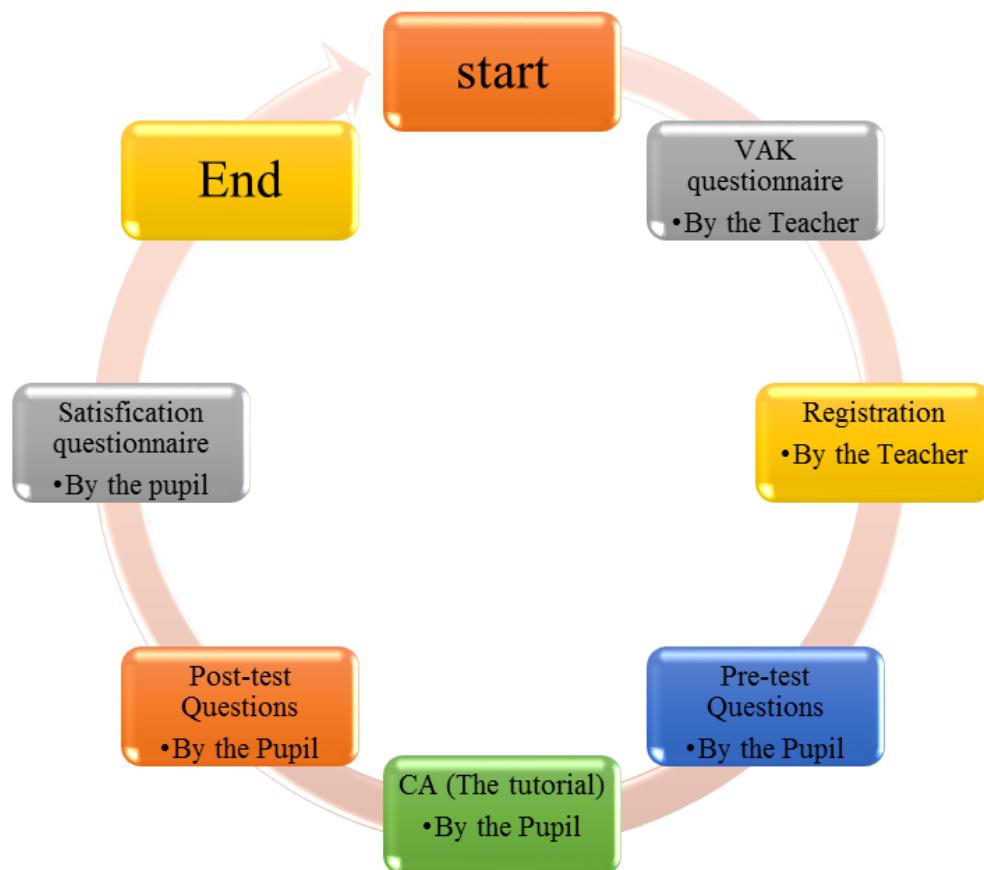 start
VAK
questionnaire
•By the Teacher
Registration
•By the Teacher
Pre-test
Questions
•By the Pupil
CA (The tutorial)
•By the Pupil
Post-test
Questions
•By the Pupil
Satisfication
questionnaire
•By the pupil
End